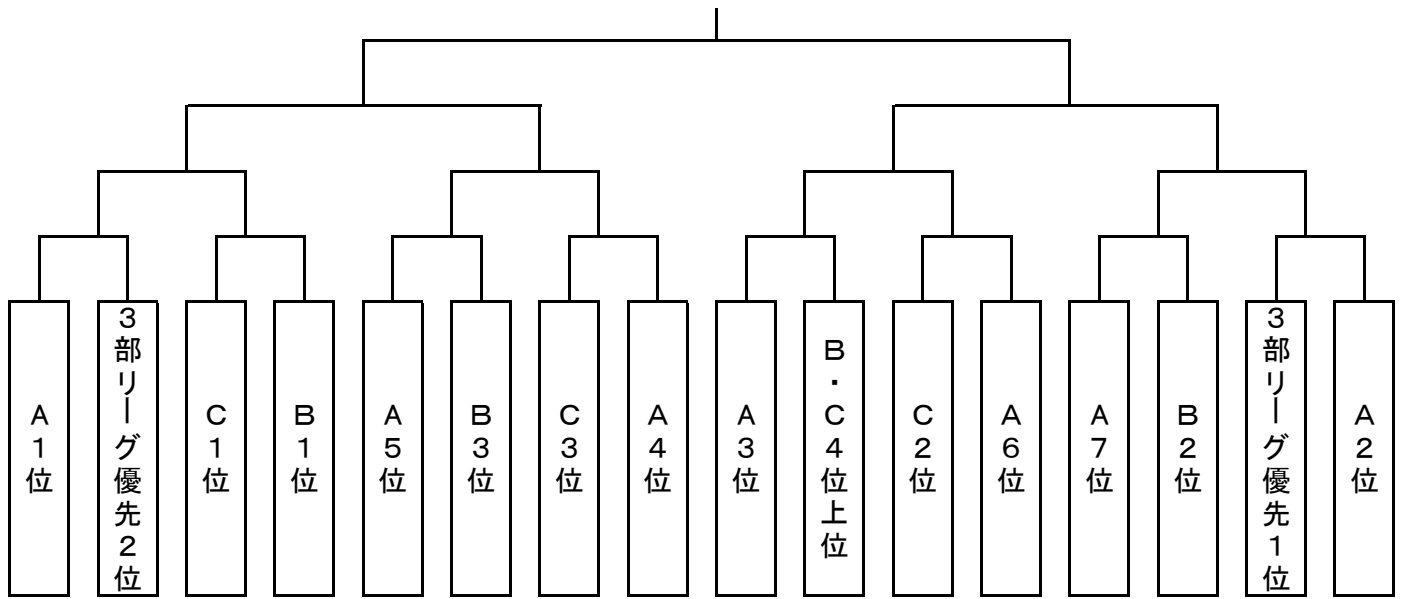 A1位
3部リーグ優先2位
C1位
B1位
A5位
B3位
C3位
A4位
A3位
B・C4位上位
C2位
A6位
A7位
B2位
3部リーグ優先1位
A2位